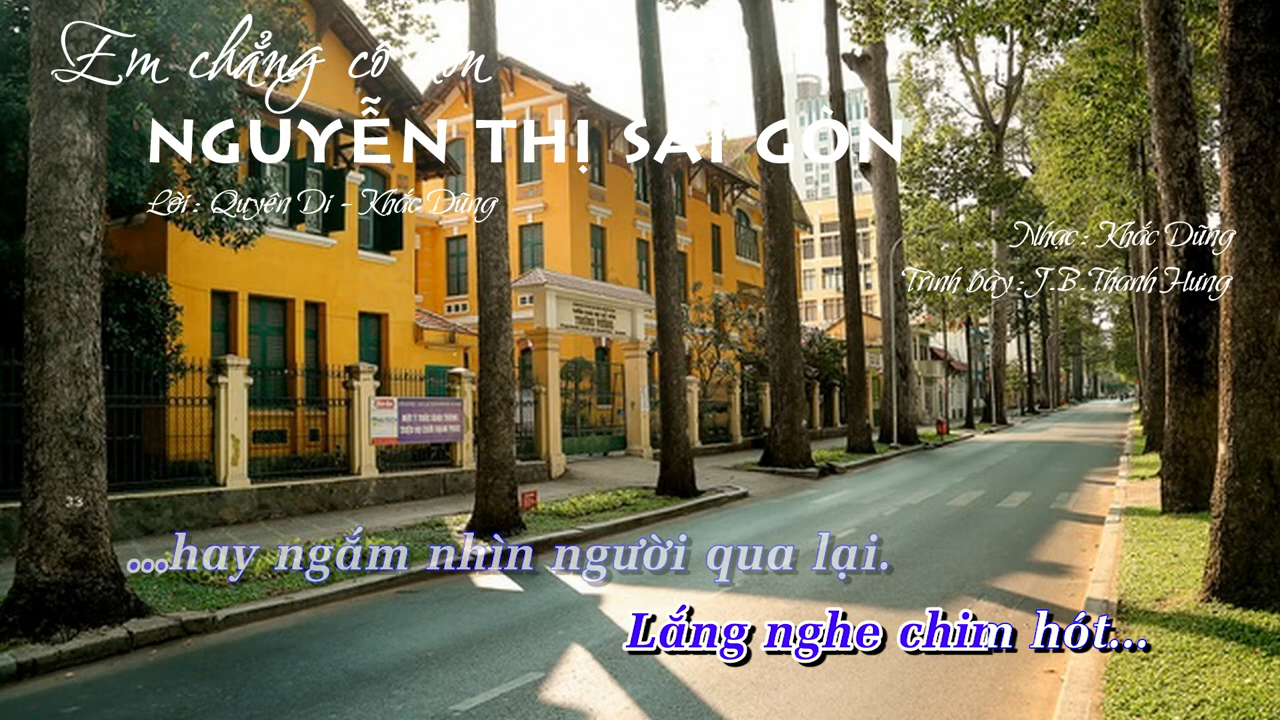 Em chẳng có
NGUYỄN THỊ SÀI GÒN
Lời : Quyên Di - Khắc Dũng
Nhạc : Khắc Dũng
Trình bày : J.B. Thanh Hưng
33
...hay ngắm nhìn người qua lại.
Lắng nghe chim hót...